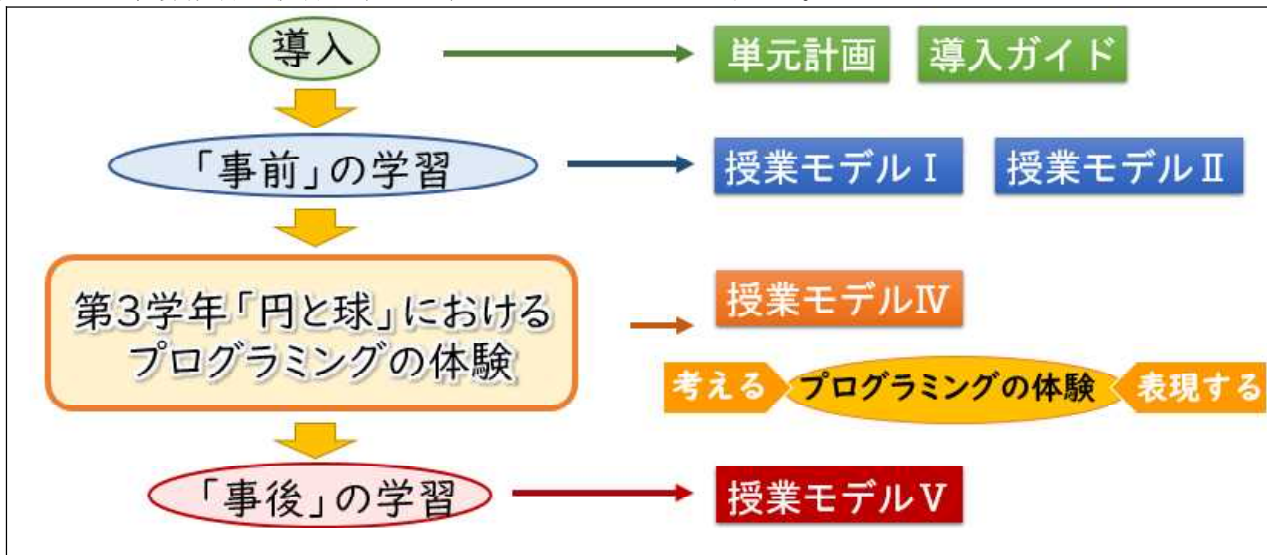 導入
単元計画
導入ガイド
「事前」の学習
授業モデルⅠ
授業モデルⅡ
第3学年「円と球」における
プログラミングの体験
授業モデルⅣ
考える
プログラミングの体験
表現する
「事後」の学習
授業モデルⅤ